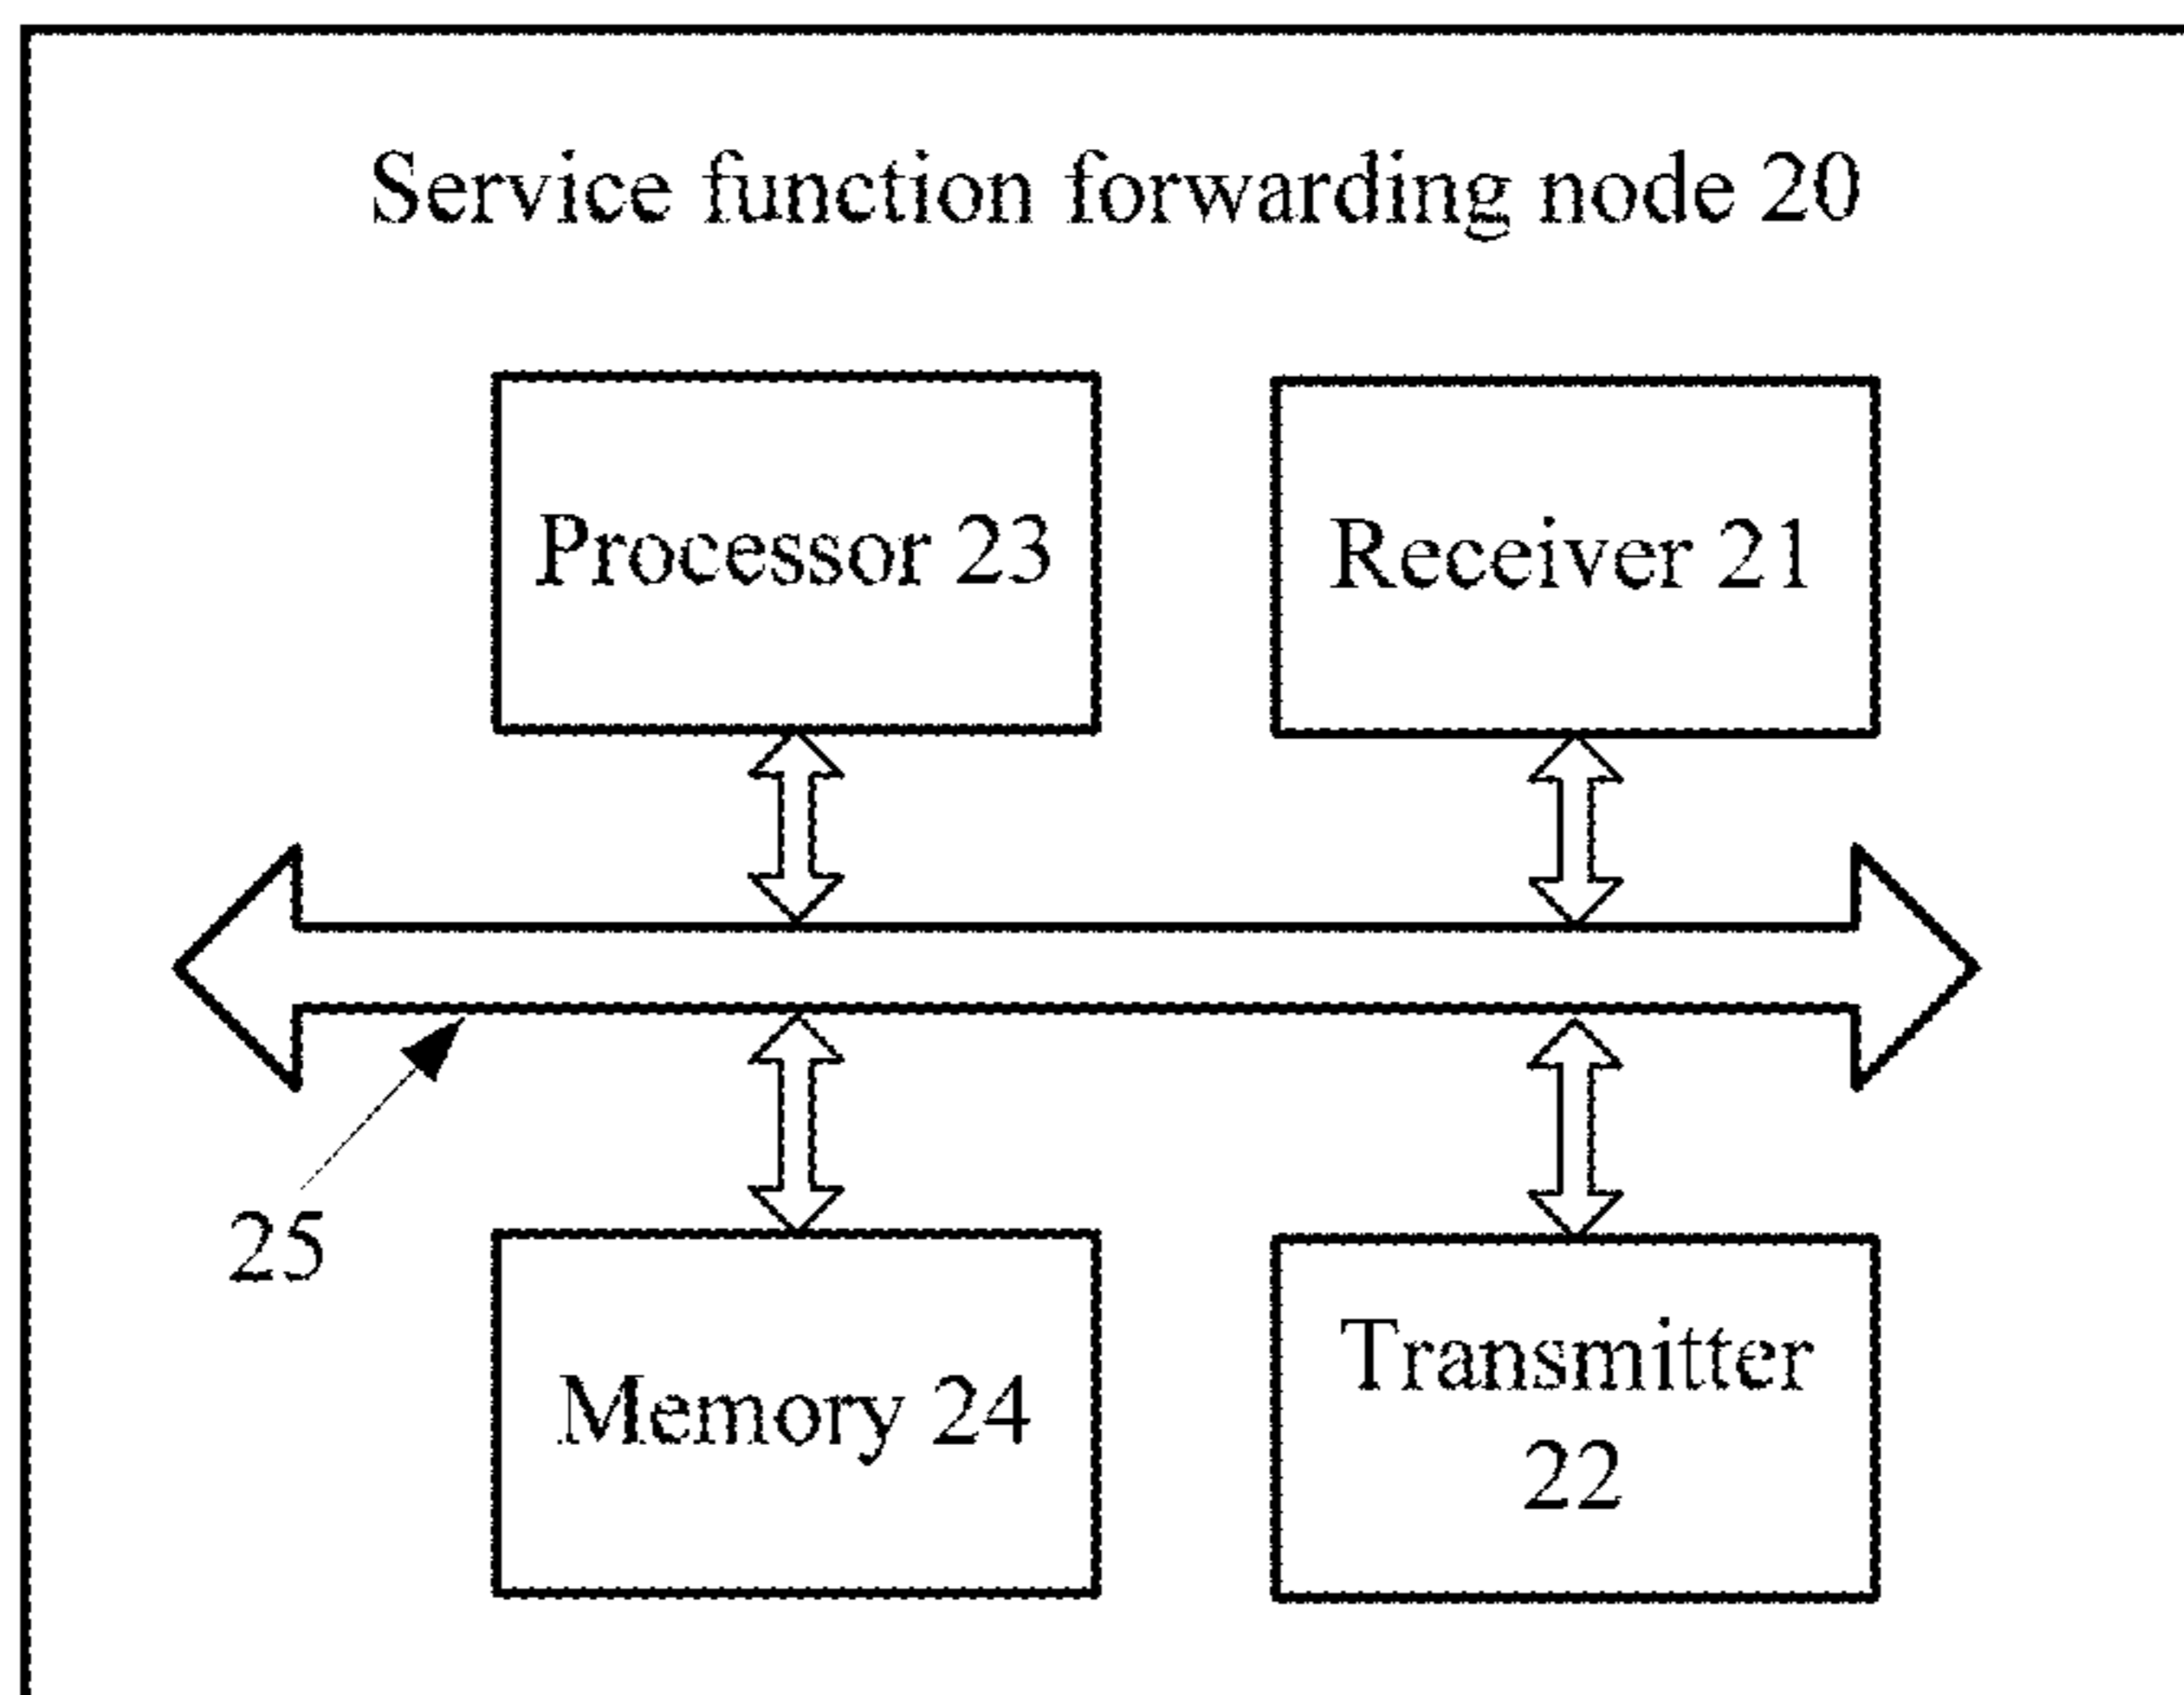 Service function forwarding node 20
Processor 23
Receiver 21
25
Memory 24
Transmitter
22